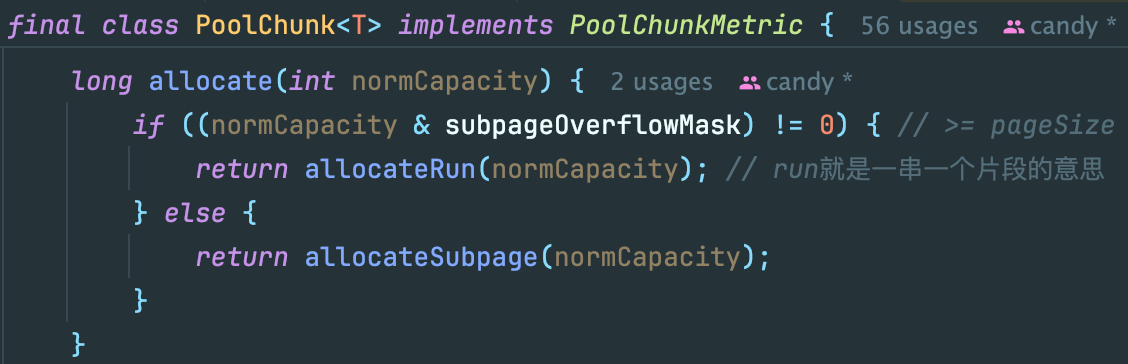 final class PoolChunk<T> implements PoolChunkMetric { 56 usages candy *
long allocate(int normCapacity) { 2 usages candy *
if ((normCapacity & subpageOverflowMask) != 0) { // >= pageSize
return allocateRun(normCapacity); // run就是一串一个片段的意思
} else {
return allocateSubpage(normCapacity);
}
}